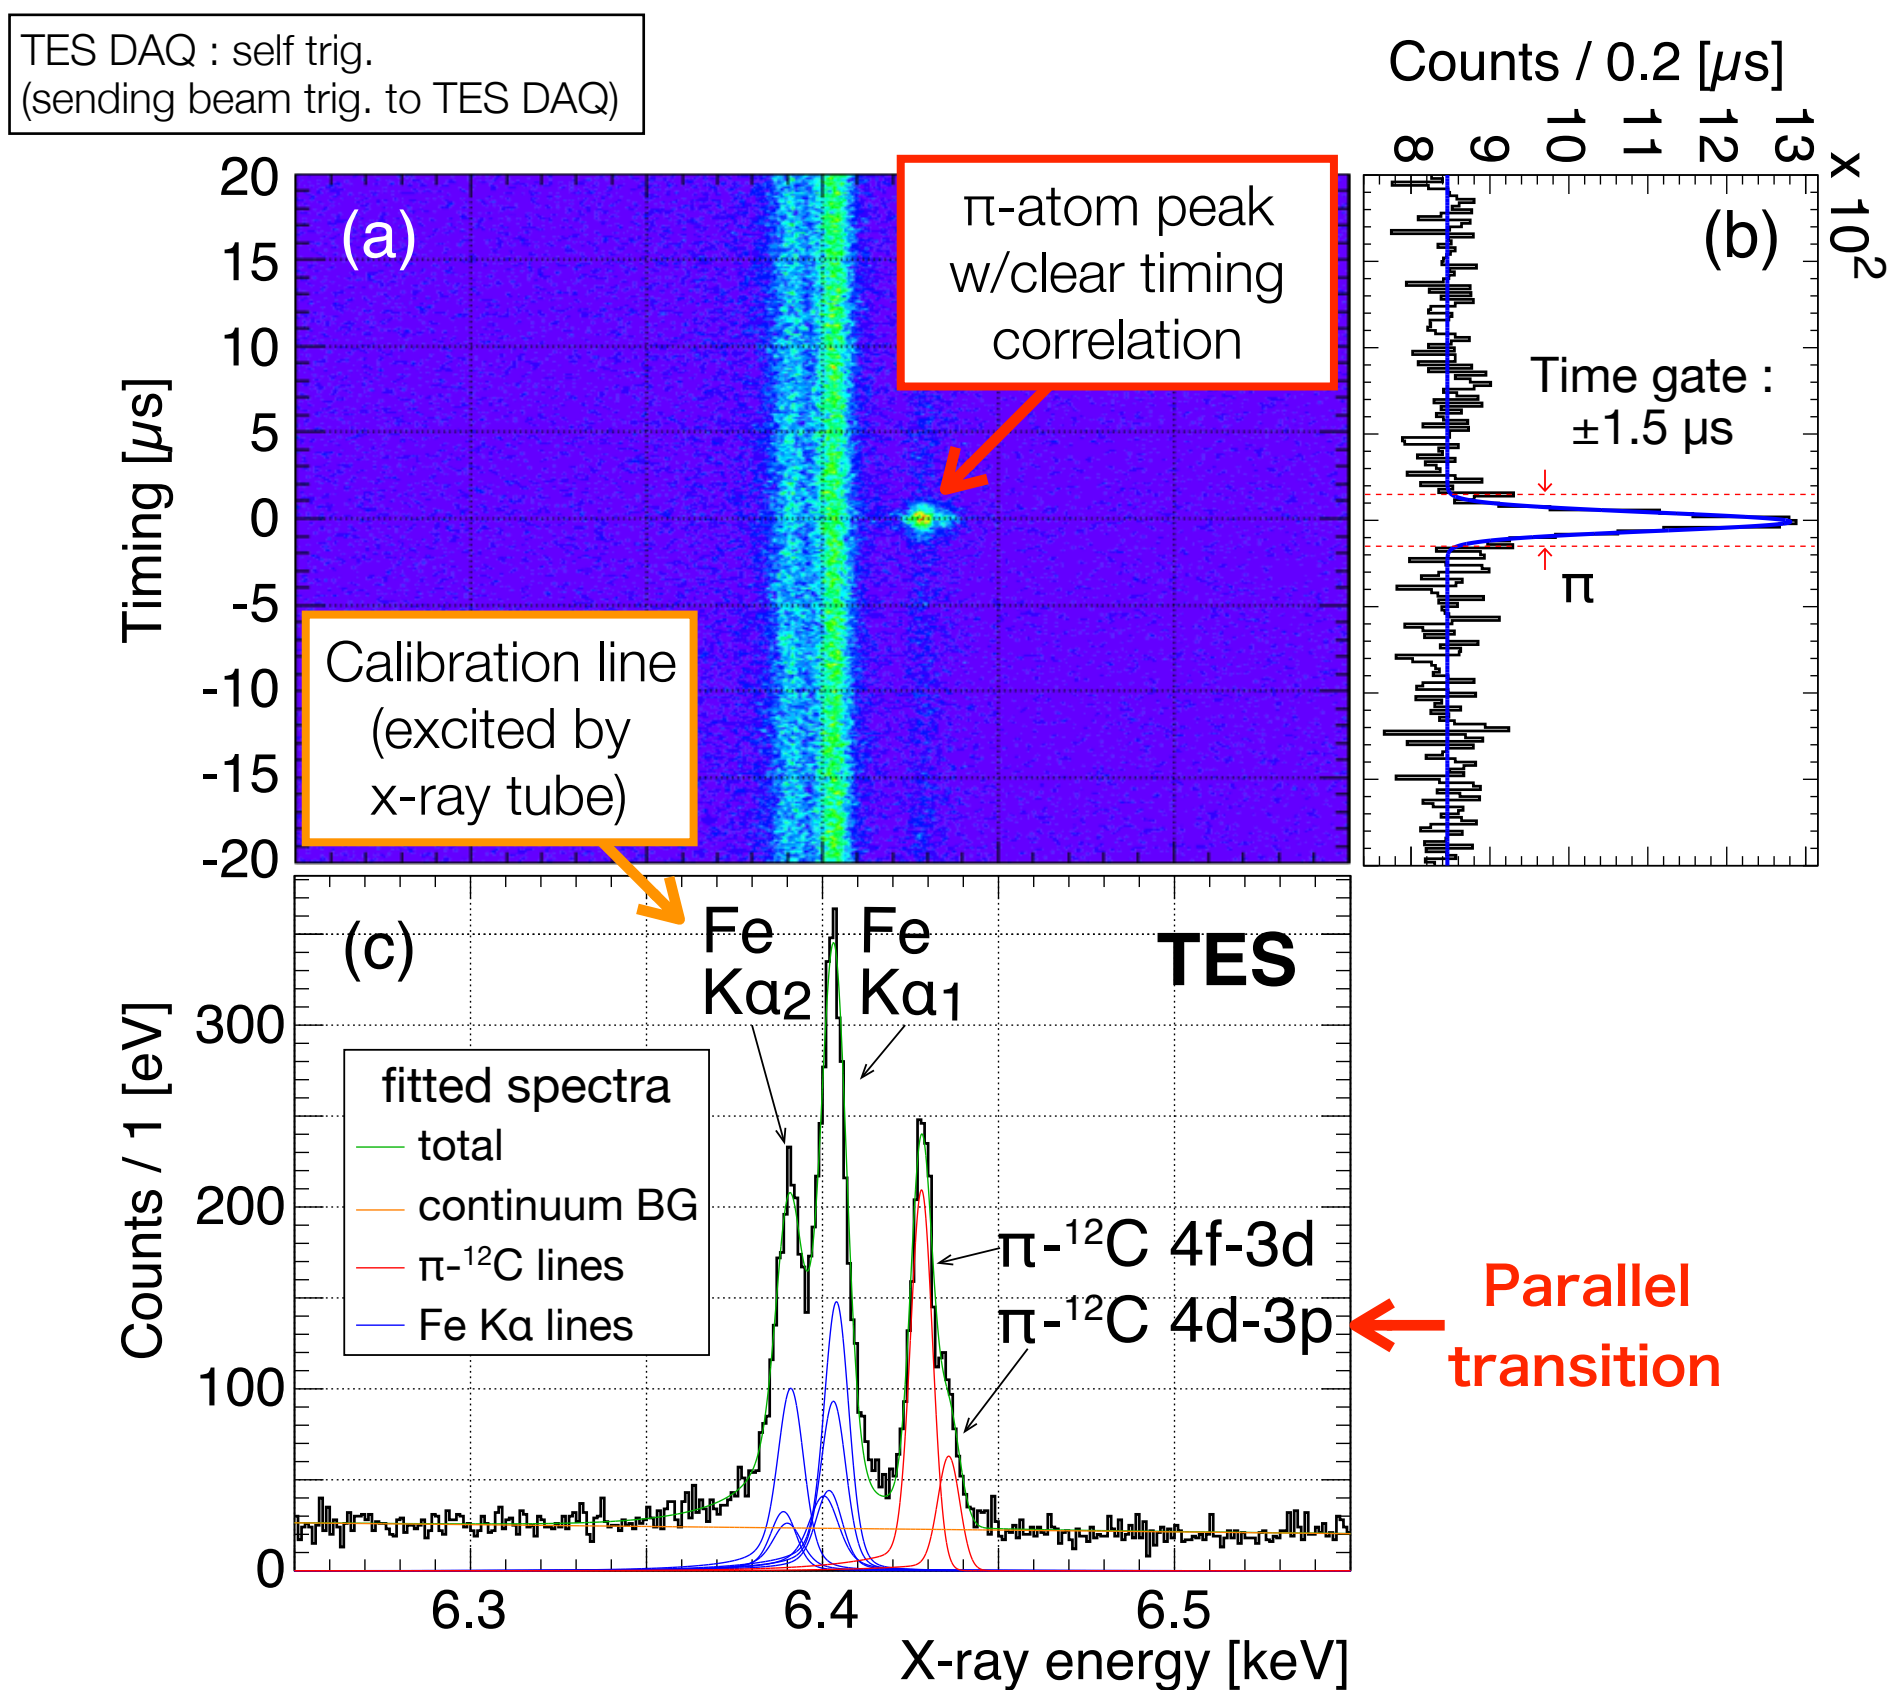 TES DAQ : self trig.
(sending beam trig. to TES DAQ)
Counts / 0.2 [μs]
8 9 10 11 12 13
x 10²
20
15
10
5
0
-5
-10
-15
-20
Timing [μs]
(a)
π-atom peak
w/clear timing
correlation
(b)
Time gate :
±1.5 μs
π
Calibration line
(excited by
x-ray tube)
(c)
Fe
Kα2
Fe
Kα1
TES
300
200
100
0
Counts / 1 [eV]
fitted spectra
total
continuum BG
π-¹²C lines
Fe Kα lines
π-¹²C 4f-3d
π-¹²C 4d-3p
Parallel
transition
6.3 6.4 6.5
X-ray energy [keV]